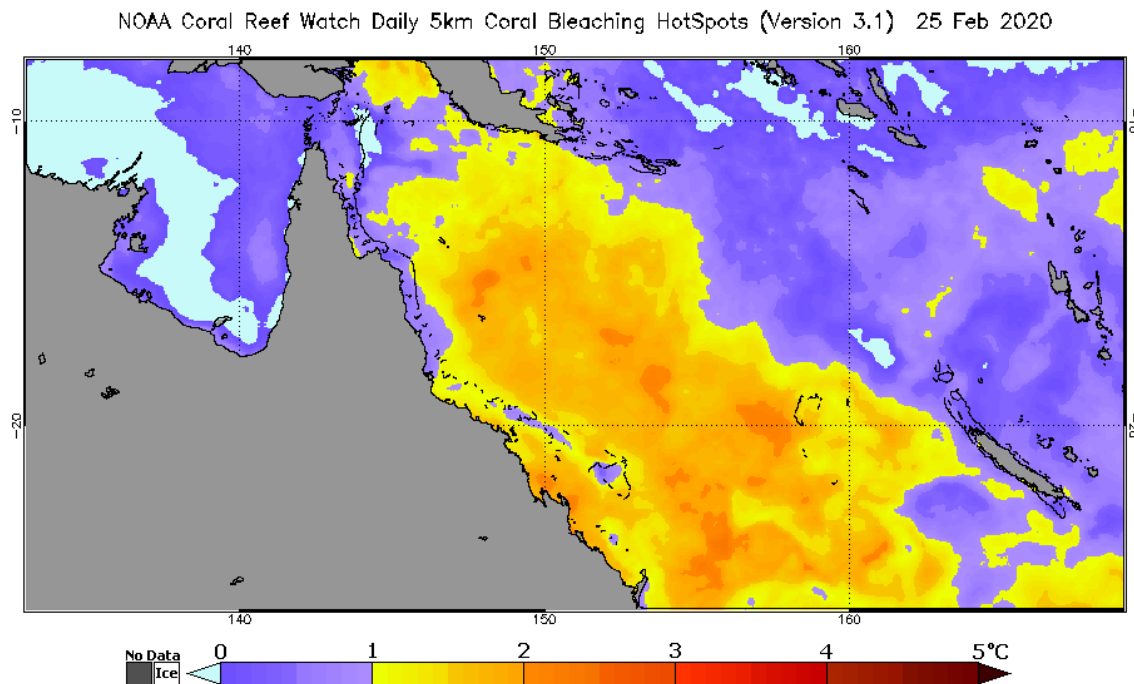 NOAA Coral Reef Watch Daily 5km Coral Bleaching HotSpots (Version 3.1) 25 Feb 2020
140 150 160
-10
-20
140 150 160
No Data
Ice
0 1 2 3 4 5°C